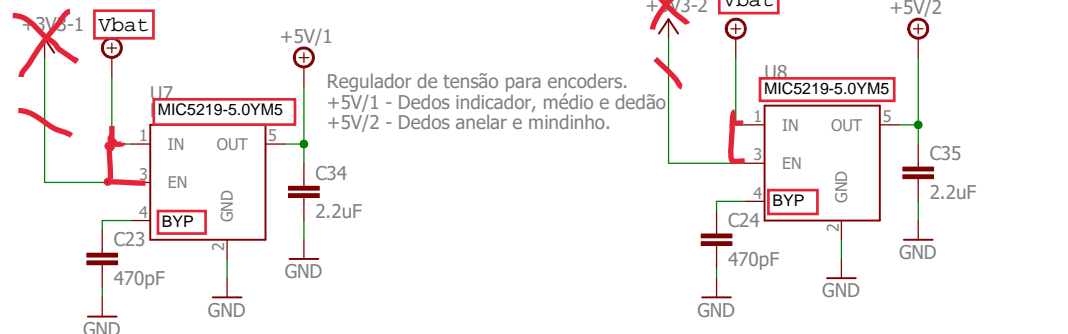 +3V3-1
Vbat
+5V/1
U7
MIC5219-5.0YM5
1
IN
OUT
5
3
EN
4
BYP
GND
2
C23
470pF
GND
GND
C34
2.2uF
GND
Regulador de tensão para encoders.
+5V/1 - Dedos indicador, médio e dedão
+5V/2 - Dedos anelar e mindinho.
+3V3-2
Vbat
+5V/2
U8
MIC5219-5.0YM5
1
IN
OUT
5
3
EN
4
BYP
GND
2
C24
470pF
GND
GND
C35
2.2uF
GND